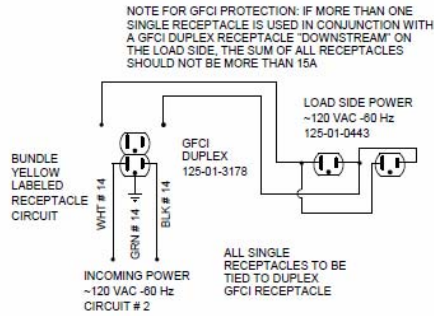 NOTE FOR GFCI PROTECTION: IF MORE THAN ONE
SINGLE RECEPTACLE IS USED IN CONJUNCTION WITH
A GFCI DUPLEX RECEPTACLE "DOWNSTREAM" ON
THE LOAD SIDE, THE SUM OF ALL RECEPTACLES
SHOULD NOT BE MORE THAN 15A
LOAD SIDE POWER
~120 VAC -60 Hz
125-01-0443
GFCI
DUPLEX
125-01-3178
BUNDLE
YELLOW
LABELED
RECEPTACLE
CIRCUIT
WHT # 14
GRN # 14
BLK # 14
INCOMING POWER
~120 VAC -60 Hz
CIRCUIT # 2
ALL SINGLE
RECEPTACLES TO BE
TIED TO DUPLEX
GFCI RECEPTACLE